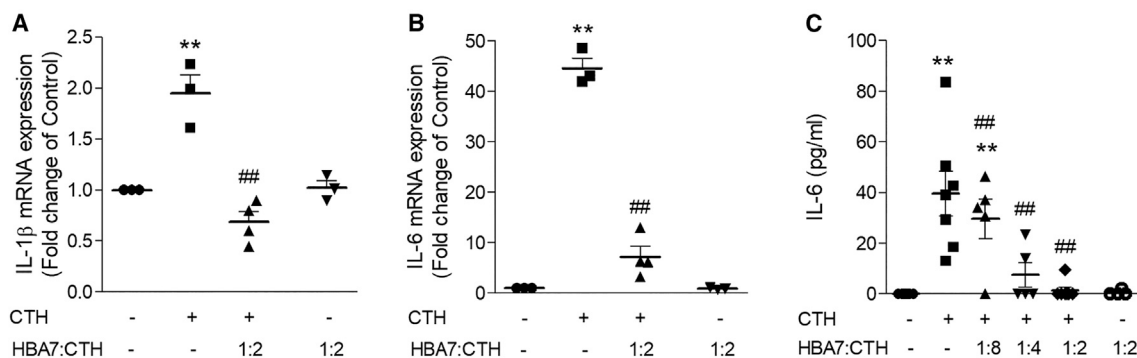 A
IL-1β mRNA expression
(Fold change of Control)
2.5
2.0
1.5
1.0
0.5
0.0
**
##
CTH - + + -
HBA7:CTH - - 1:2 1:2
B
IL-6 mRNA expression
(Fold change of Control)
50
40
30
20
10
0
**
##
CTH - + + -
HBA7:CTH - - 1:2 1:2
C
IL-6 (pg/ml)
100
80
60
40
20
0
**
##
**
##
##
CTH - + + + + -
HBA7:CTH - - 1:8 1:4 1:2 1:2